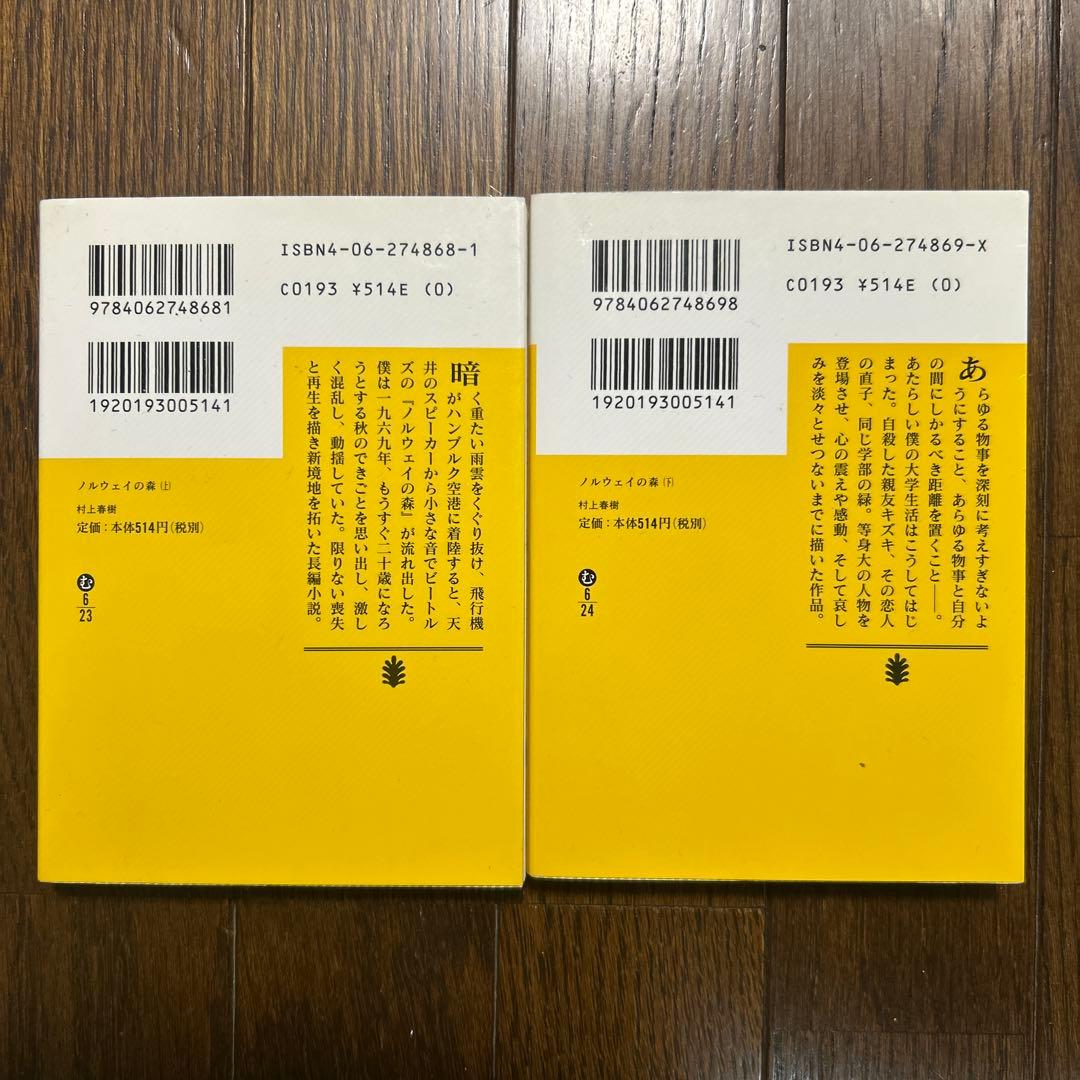 ISBN4-06-274868-1
C0193 ¥514E (0)
9784062748681
1920193005141
暗く重たい雨雲をくぐり抜け、飛行機
がハンブルク空港に着陸すると、天
井のスピーカーから小さな音でビートル
ズの『ノルウェイの森』が流れ出した。
僕は一九六九年、もうすぐ二十歳になろ
うとする秋のできごとを思い出し、激し
く混乱し、動揺していた。限りない喪失
と再生を描き新境地を拓いた長編小説。
ノルウェイの森(上)
村上春樹
定価:本体514円(税別)
む
6
23
ISBN4-06-274869-X
C0193 ¥514E (0)
9784062748698
1920193005141
あらゆる物事を深刻に考えすぎないよ
うにすること、あらゆる物事と自分
の間にしかるべき距離を置くこと——。
あたらしい僕の大学生活はこうしてはじ
まった。自殺した親友キズキ、その恋人
の直子、同じ学部の緑。等身大の人物を
登場させ、心の震えや感動、そして哀し
みを淡々とせつないまでに描いた作品。
ノルウェイの森(下)
村上春樹
定価:本体514円(税別)
む
6
24